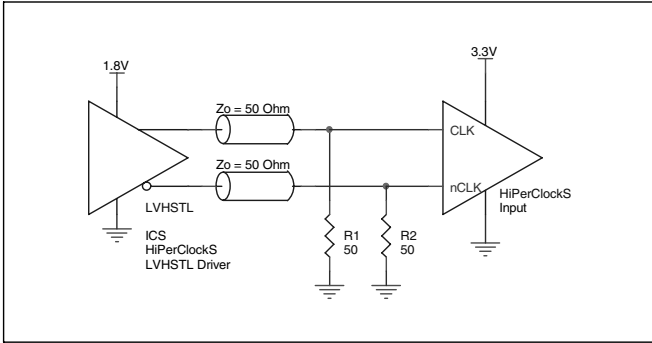 1.8V
3.3V
Zo = 50 Ohm
CLK
Zo = 50 Ohm
nCLK
HiPerClockS
Input
LVHSTL
ICS
HiPerClockS
LVHSTL Driver
R1
50
R2
50